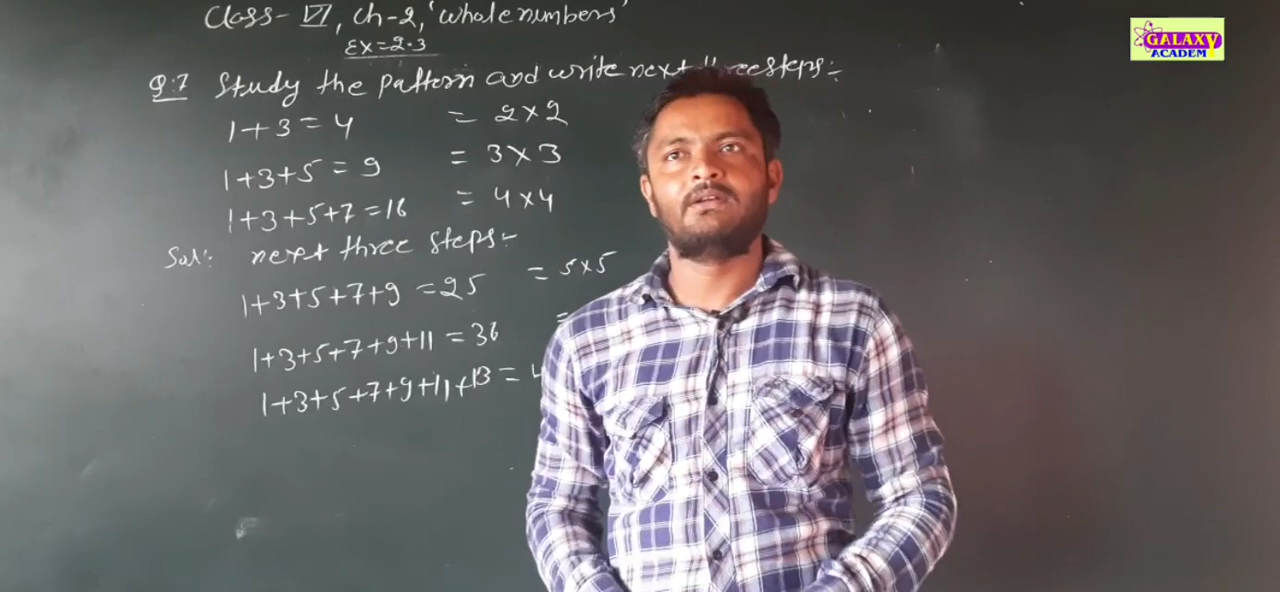 Class- VI, Ch-2, 'Whole numbers'
Ex=2.3
Q.7 Study the pattern and write next three steps:-
1+3=4 = 2×2
1+3+5=9 = 3×3
1+3+5+7=16 = 4×4
Sol: next three steps:-
1+3+5+7+9=25 = 5×5
1+3+5+7+9+11=36 =
1+3+5+7+9+11+13=4
GALAXY
ACADEM